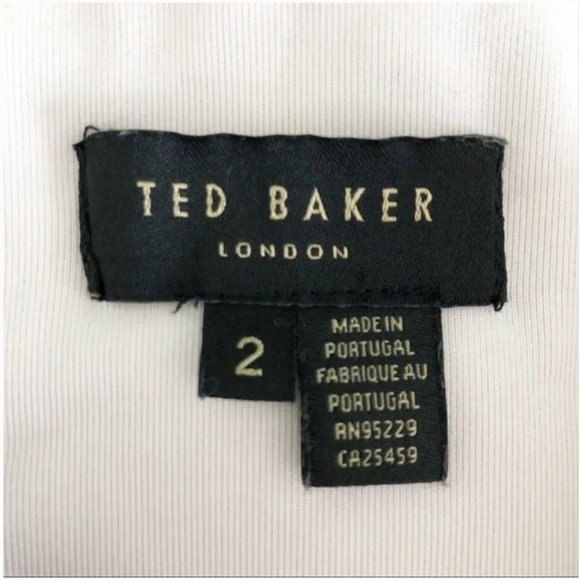 TED BAKER
LONDON
2
MADE IN
PORTUGAL
FABRIQUE AU
PORTUGAL
RN95229
CA25459